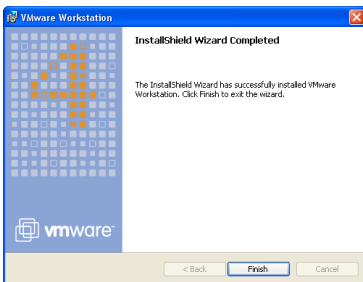 VMware Workstation
InstallShield Wizard Completed
The InstallShield Wizard has successfully installed VMware
Workstation. Click Finish to exit the wizard.
vmware
< Back
Finish
Cancel